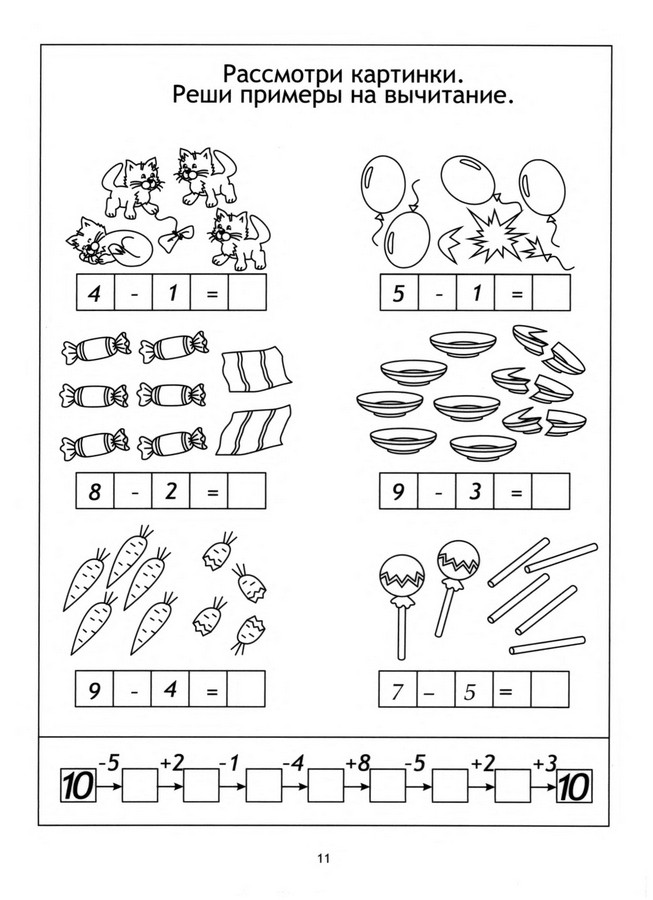 Рассмотри картинки.
Реши примеры на вычитание.
4 - 1 =
5 - 1 =
8 - 2 =
9 - 3 =
9 - 4 =
7 – 5 =
10 -5 +2 -1 -4 +8 -5 +2 +3 10
11